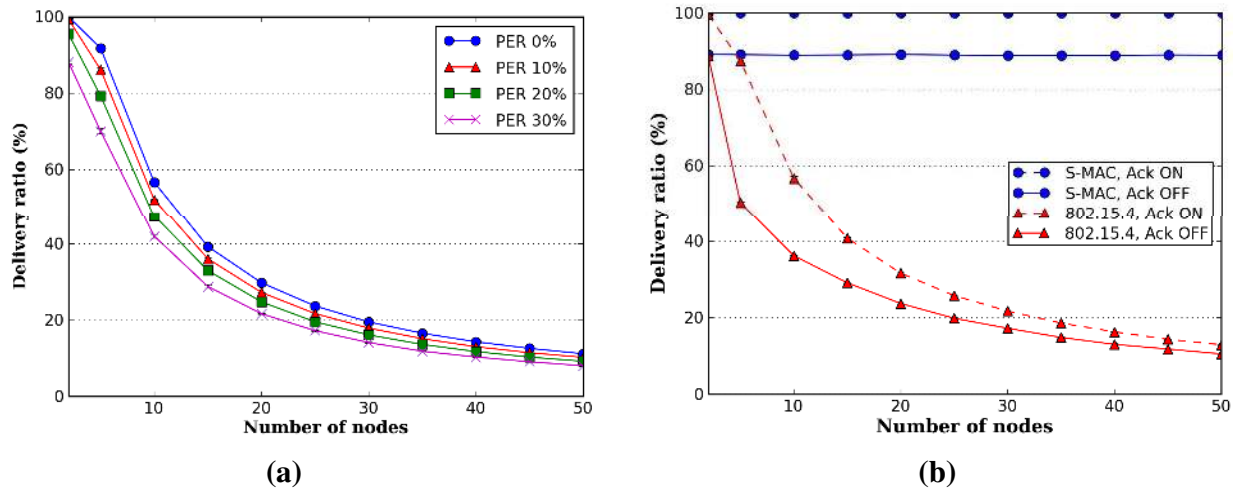 Delivery ratio (%)
100
80
60
40
20
0
PER 0%
PER 10%
PER 20%
PER 30%
10
20
30
40
50
Number of nodes
(a)
Delivery ratio (%)
100
80
60
40
20
0
S-MAC, Ack ON
S-MAC, Ack OFF
802.15.4, Ack ON
802.15.4, Ack OFF
10
20
30
40
50
Number of nodes
(b)